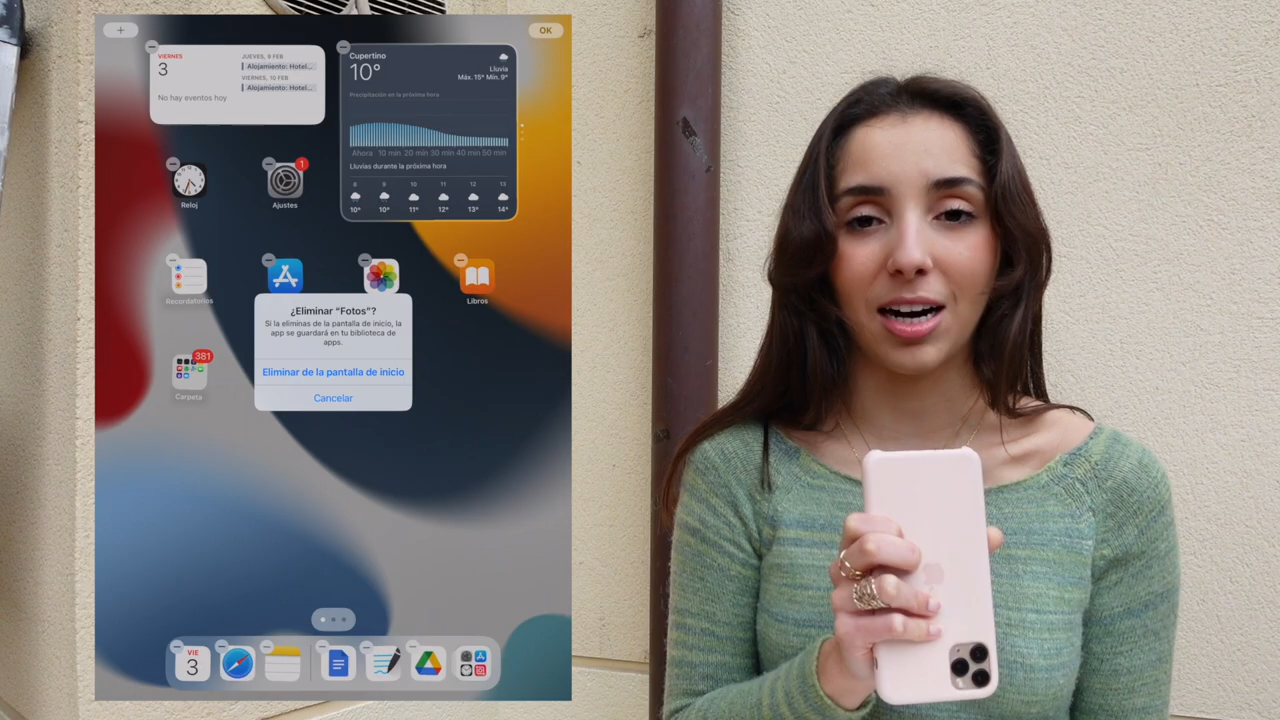 +
OK
VIERNES
3
No hay eventos hoy
JUEVES, 9 FEB
Alojamiento: Hotel...
VIERNES, 10 FEB
Alojamiento: Hotel...
Cupertino
10°
Lluvia
Máx. 15° Mín. 9°
Precipitación en la próxima hora
Ahora 10 min 20 min 30 min 40 min 50 min
Lluvias durante la próxima hora
8 9 10 11 12 13
10° 10° 11° 12° 13° 14°
1
Reloj
Ajustes
Recordatorios
Libros
¿Eliminar “Fotos”?
Si la eliminas de la pantalla de inicio, la
app se guardará en tu biblioteca de
apps.
Eliminar de la pantalla de inicio
Cancelar
381
Carpeta
VIE
3